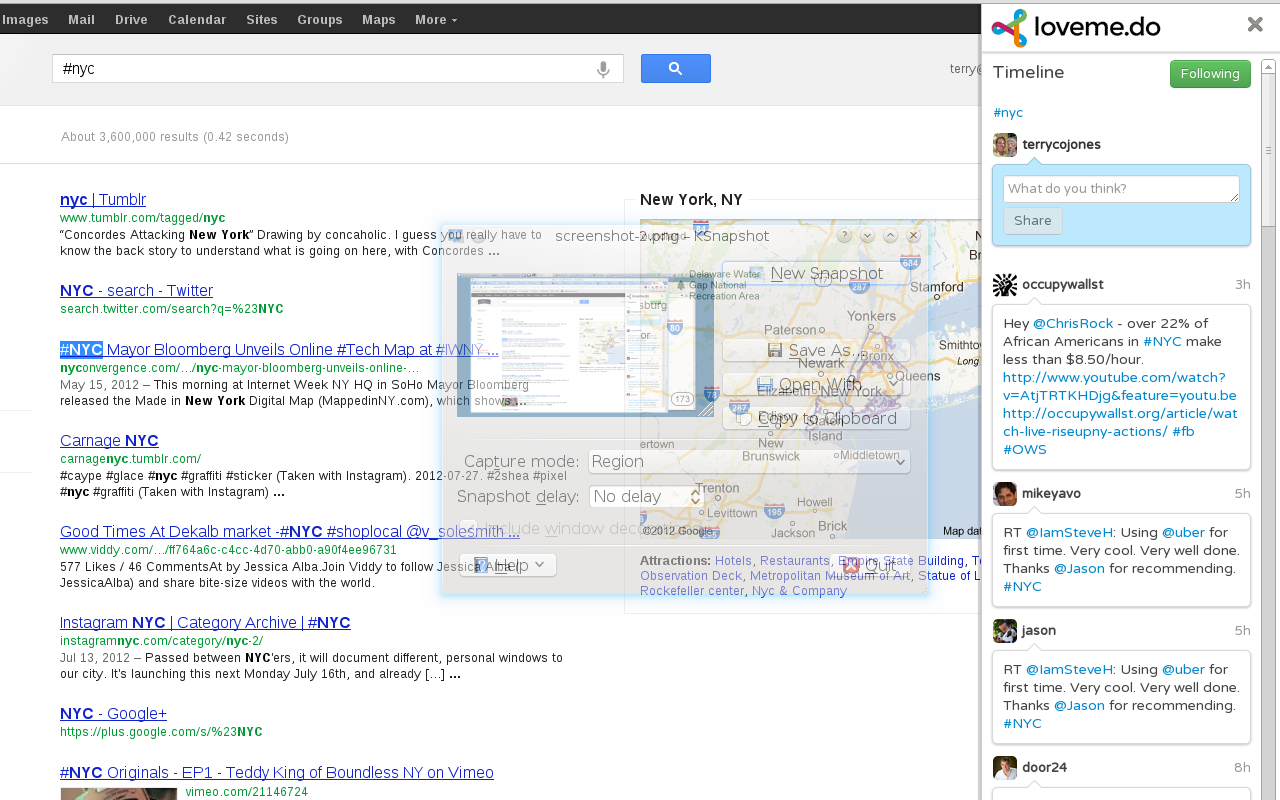 Images Mail Drive Calendar Sites Groups Maps More
#nyc
terry@
About 3,600,000 results (0.42 seconds)
nyc | Tumblr
www.tumblr.com/tagged/nyc
“Concordes Attacking New York” Drawing by concaholic. I guess you really have to
know the back story to understand what is going on here, with Concordes ...
NYC - search - Twitter
search.twitter.com/search?q=%23NYC
#NYC Mayor Bloomberg Unveils Online #Tech Map at #IWNY ...
nyconvergence.com/.../nyc-mayor-bloomberg-unveils-online-...
May 15, 2012 – This morning at Internet Week NY HQ in SoHo Mayor Bloomberg
released the Made in New York Digital Map (MappedinNY.com), which shows ...
Carnage NYC
carnagenyc.tumblr.com/
#caype #glace #nyc #graffiti #sticker (Taken with Instagram). 2012-07-27. #2shea #pixel
#nyc #graffiti (Taken with Instagram) ...
Good Times At Dekalb market -#NYC #shoplocal @v_solesmith ...
www.viddy.com/.../ff764a6c-c4cc-4d70-abb0-a90f4ee96731
577 Likes / 46 CommentsAt by Jessica Alba.Join Viddy to follow Jessica Alba (
JessicaAlba) and share bite-size videos with the world.
Instagram NYC | Category Archive | #NYC
instagramnyc.com/category/nyc-2/
Jul 13, 2012 – Passed between NYC'ers, it will document different, personal windows to
our city. It's launching this next Monday July 16th, and already [...] ...
NYC - Google+
https://plus.google.com/s/%23NYC
#NYC Originals - EP1 - Teddy King of Boundless NY on Vimeo
vimeo.com/21146724
New York, NY
screenshot-2.png - KSnapshot
New Snapshot
Save As...
Open With
Copy to Clipboard
Capture mode: Region
Snapshot delay: No delay
Include window
Help
Quit
84
Delaware Water
Gap National
Recreation Area
684
287
Stamford
Yonkers
Paterson
80
Bronx
Queens
Elizabeth New York
78
287
Edison
Staten
Island
173
New
Brunswick
Middletown
Trenton
Levittown
195
Howell
Brick
Jackson
©2012 Google
Map dat
Attractions: Hotels, Restaurants, Empire State Building,
Observation Deck, Metropolitan Museum of Art, Statue of L
Rockefeller center, Nyc & Company
loveme.do
Timeline
Following
#nyc
terrycojones
What do you think?
Share
occupywallst 3h
Hey @ChrisRock - over 22% of
African Americans in #NYC make
less than $8.50/hour.
http://www.youtube.com/watch?
v=AtjTRTKHDjg&feature=youtu.be
http://occupywallst.org/article/wat
ch-live-riseupny-actions/ #fb
#OWS
mikeyavo 5h
RT @IamSteveH: Using @uber for
first time. Very cool. Very well done.
Thanks @Jason for recommending.
#NYC
jason 5h
RT @IamSteveH: Using @uber for
first time. Very cool. Very well done.
Thanks @Jason for recommending.
#NYC
door24 8h